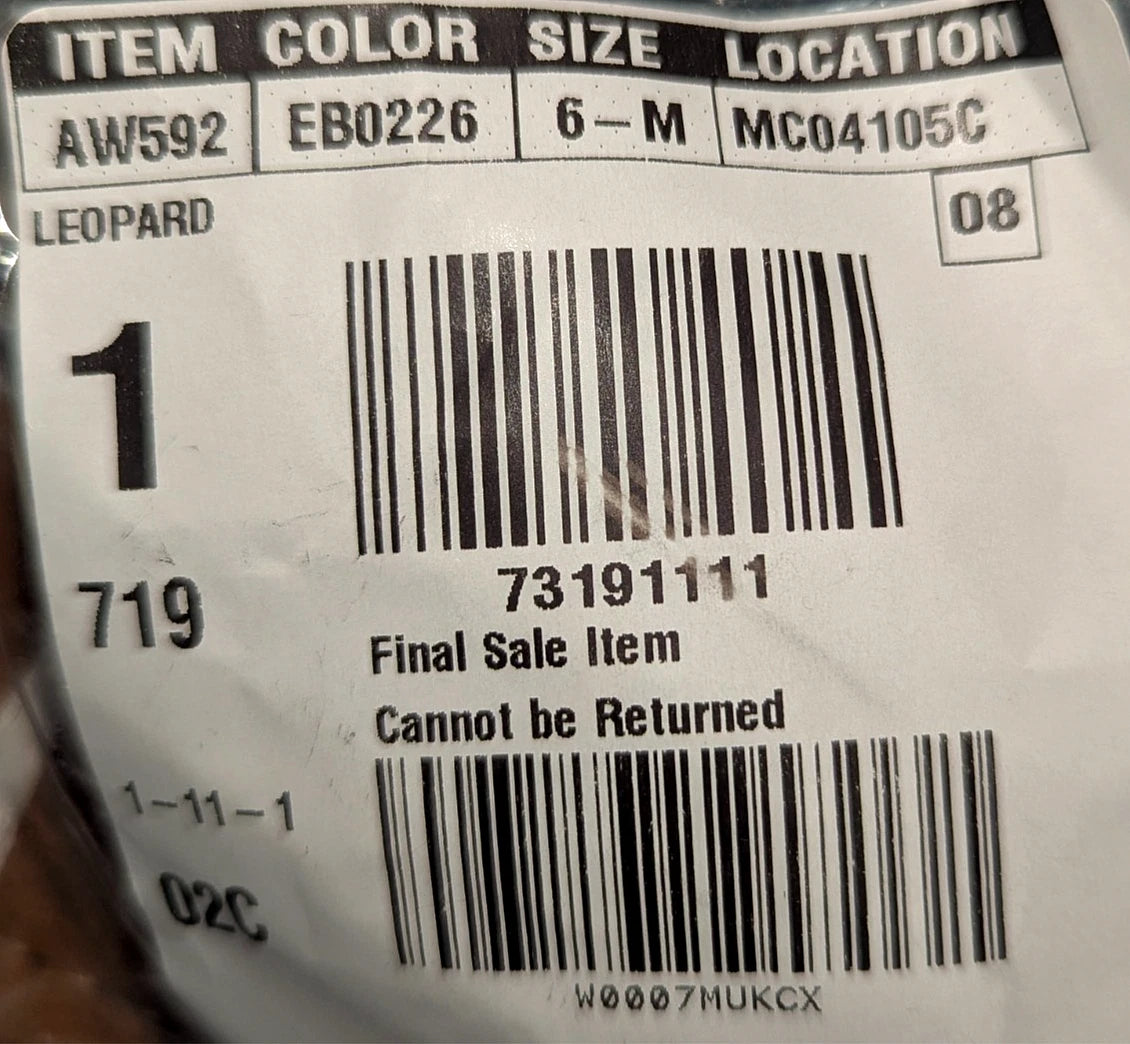 ITEM COLOR SIZE LOCATION
AW592 EB0226 6-M MC04105C
LEOPARD
08
1
719
73191111
Final Sale Item
Cannot be Returned
1-11-1
02C
W0007MUKCX